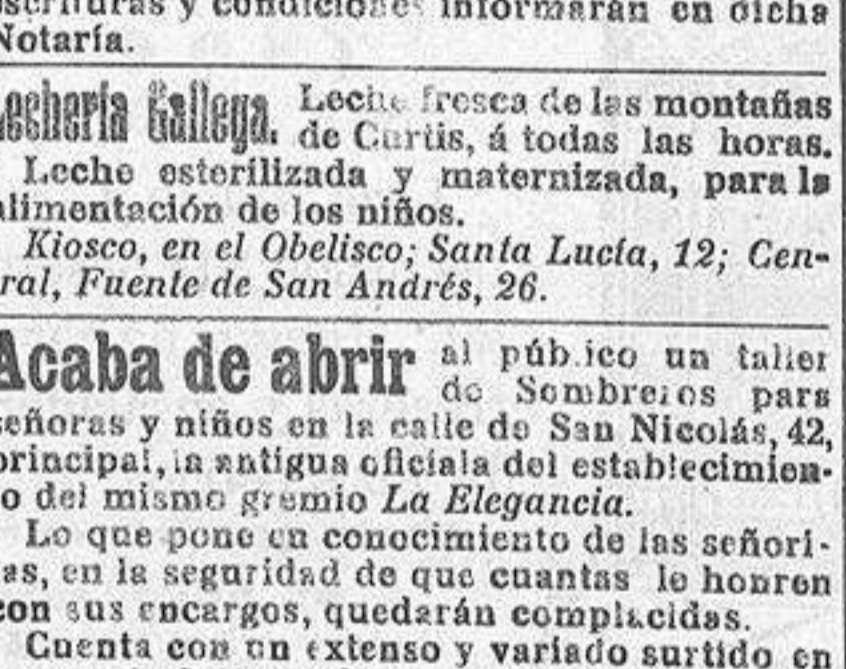 escrituras y condiciones informarán en dicha
Notaría.
Lechería Gallega. Leche fresca de las montañas
de Curtis, á todas las horas.
Leche esterilizada y maternizada, para la
alimentación de los niños.
Kiosco, en el Obelisco; Santa Lucía, 12; Cen-
tral, Fuente de San Andrés, 26.
Acaba de abrir al público un taller
de Sombreros para
señoras y niños en la calle de San Nicolás, 42,
principal, la antigua oficiala del establecimien-
to del mismo gremio La Elegancia.
Lo que pone en conocimiento de las señori-
as, en la seguridad de que cuantas le honren
con sus encargos, quedarán complacidas.
Cuenta con un extenso y variado surtido en